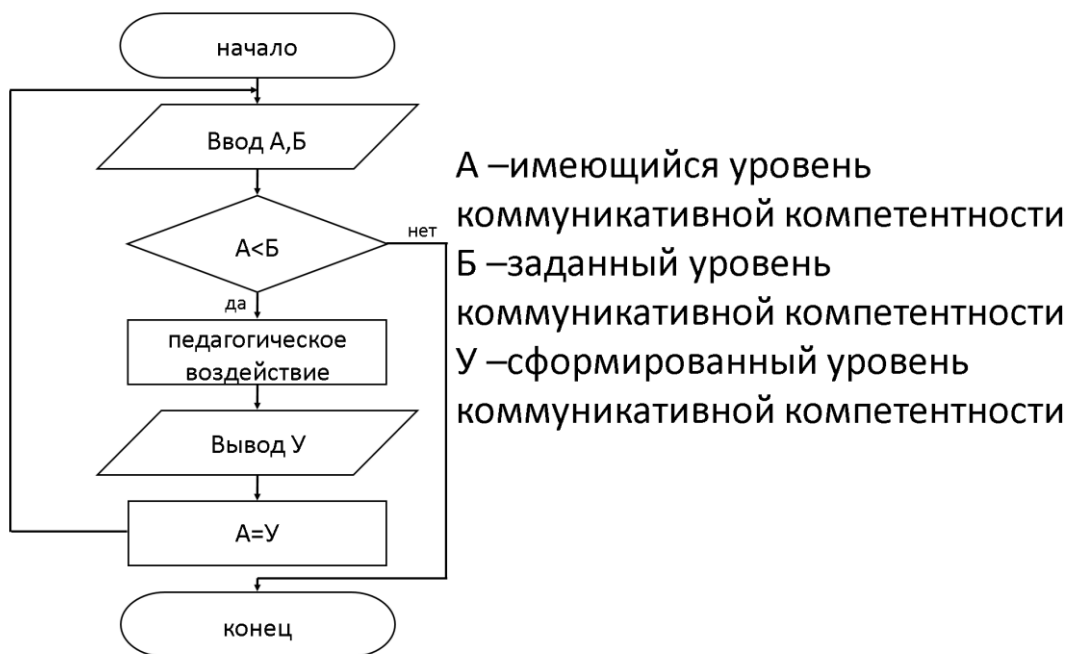 начало
Ввод А,Б
А<Б
нет
да
педагогическое
воздействие
Вывод У
А=У
конец
А –имеющийся уровень
коммуникативной компетентности
Б –заданный уровень
коммуникативной компетентности
У –сформированный уровень
коммуникативной компетентности